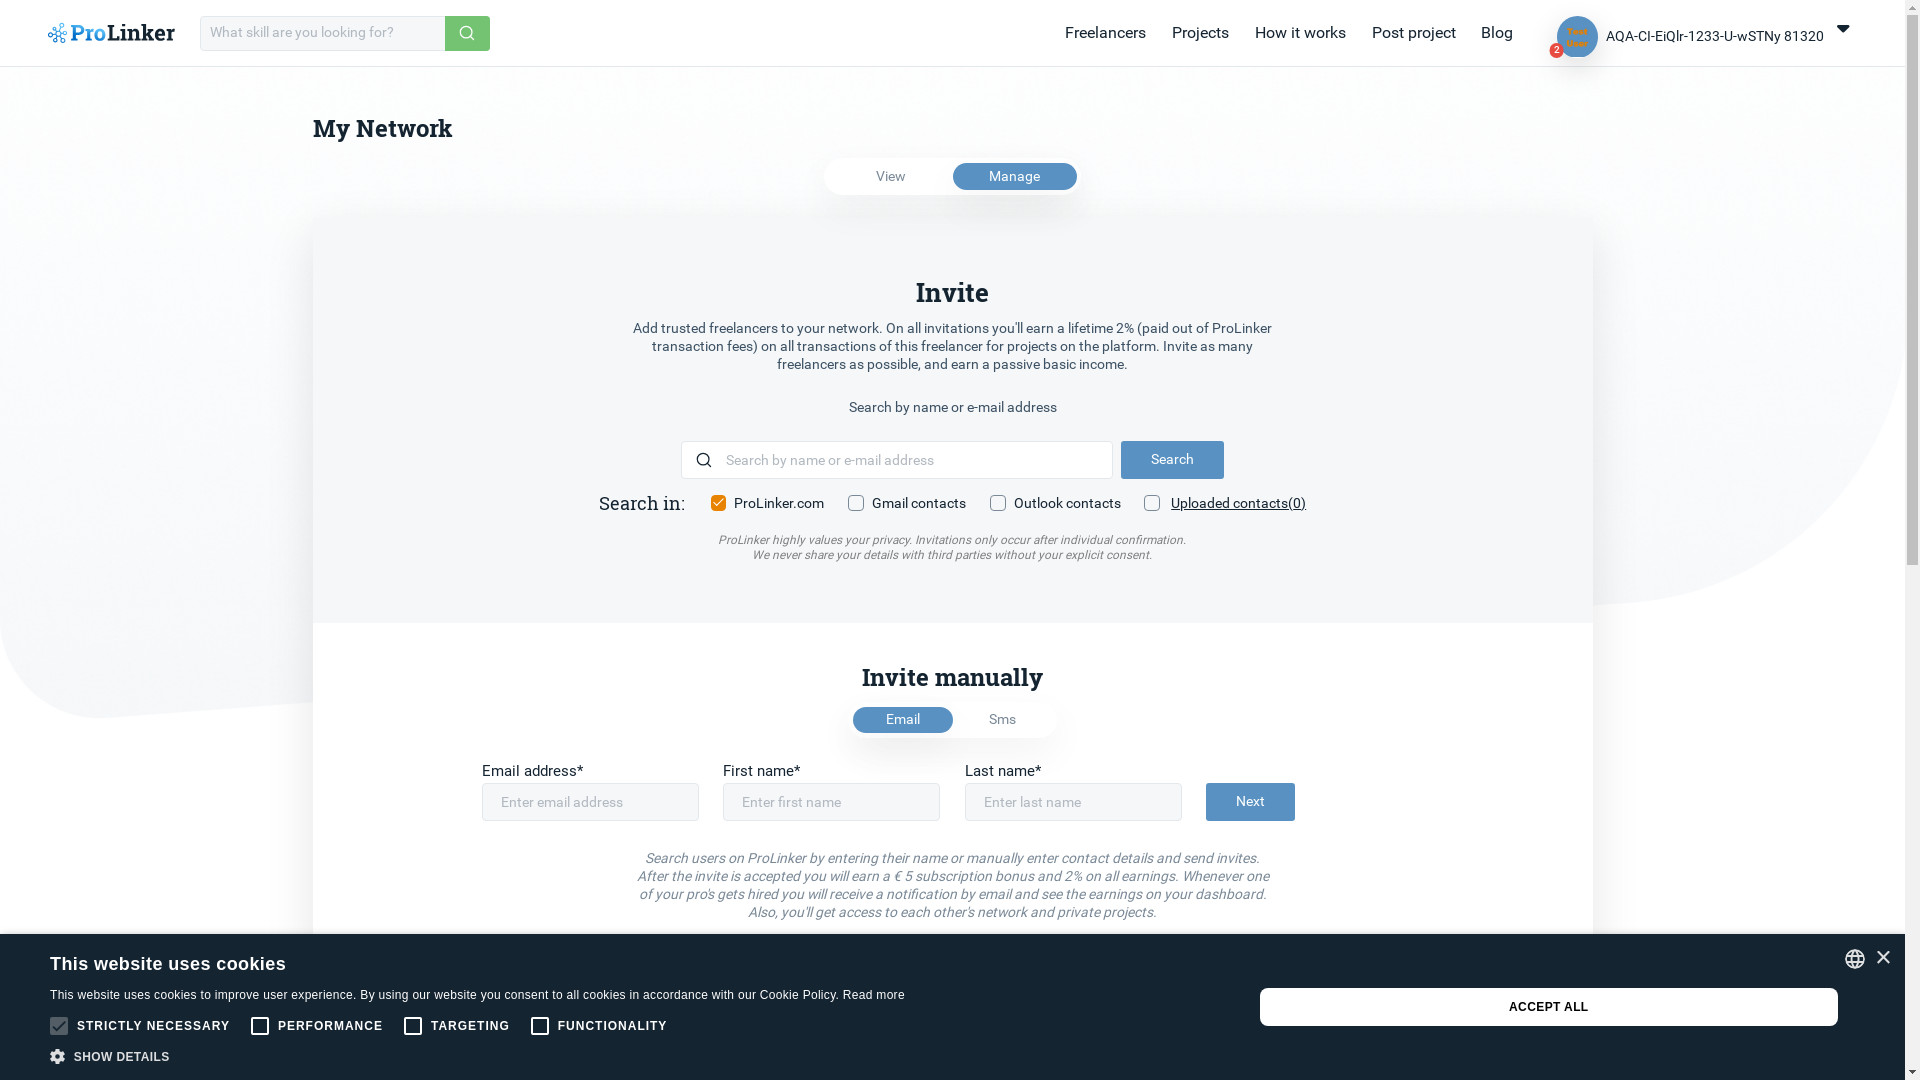 ProLinker
What skill are you looking for?
Freelancers
Projects
How it works
Post project
Blog
2
AQA-CI-EiQlr-1233-U-wSTNy 81320
My Network
View
Manage
Invite
Add trusted freelancers to your network. On all invitations you'll earn a lifetime 2% (paid out of ProLinker
transaction fees) on all transactions of this freelancer for projects on the platform. Invite as many
freelancers as possible, and earn a passive basic income.
Search by name or e-mail address
Search by name or e-mail address
Search
Search in:
ProLinker.com
Gmail contacts
Outlook contacts
Uploaded contacts(0)
ProLinker highly values your privacy. Invitations only occur after individual confirmation.
We never share your details with third parties without your explicit consent.
Invite manually
Email
Sms
Email address*
First name*
Last name*
Enter email address
Enter first name
Enter last name
Next
Search users on ProLinker by entering their name or manually enter contact details and send invites.
After the invite is accepted you will earn a € 5 subscription bonus and 2% on all earnings. Whenever one
of your pro's gets hired you will receive a notification by email and see the earnings on your dashboard.
Also, you'll get access to each other's network and private projects.
This website uses cookies
This website uses cookies to improve user experience. By using our website you consent to all cookies in accordance with our Cookie Policy. Read more
STRICTLY NECESSARY
PERFORMANCE
TARGETING
FUNCTIONALITY
SHOW DETAILS
ACCEPT ALL